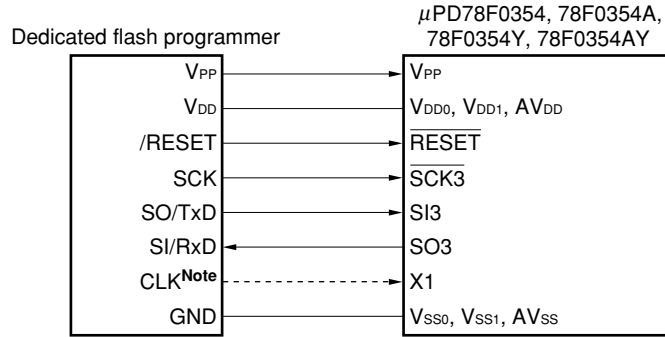 μPD78F0354, 78F0354A,
78F0354Y, 78F0354AY
Dedicated flash programmer
VPP VPP
VDD VDD0, VDD1, AVDD
/RESET RESET
SCK SCK3
SO/TxD SI3
SI/RxD SO3
CLKNote X1
GND VSS0, VSS1, AVSS